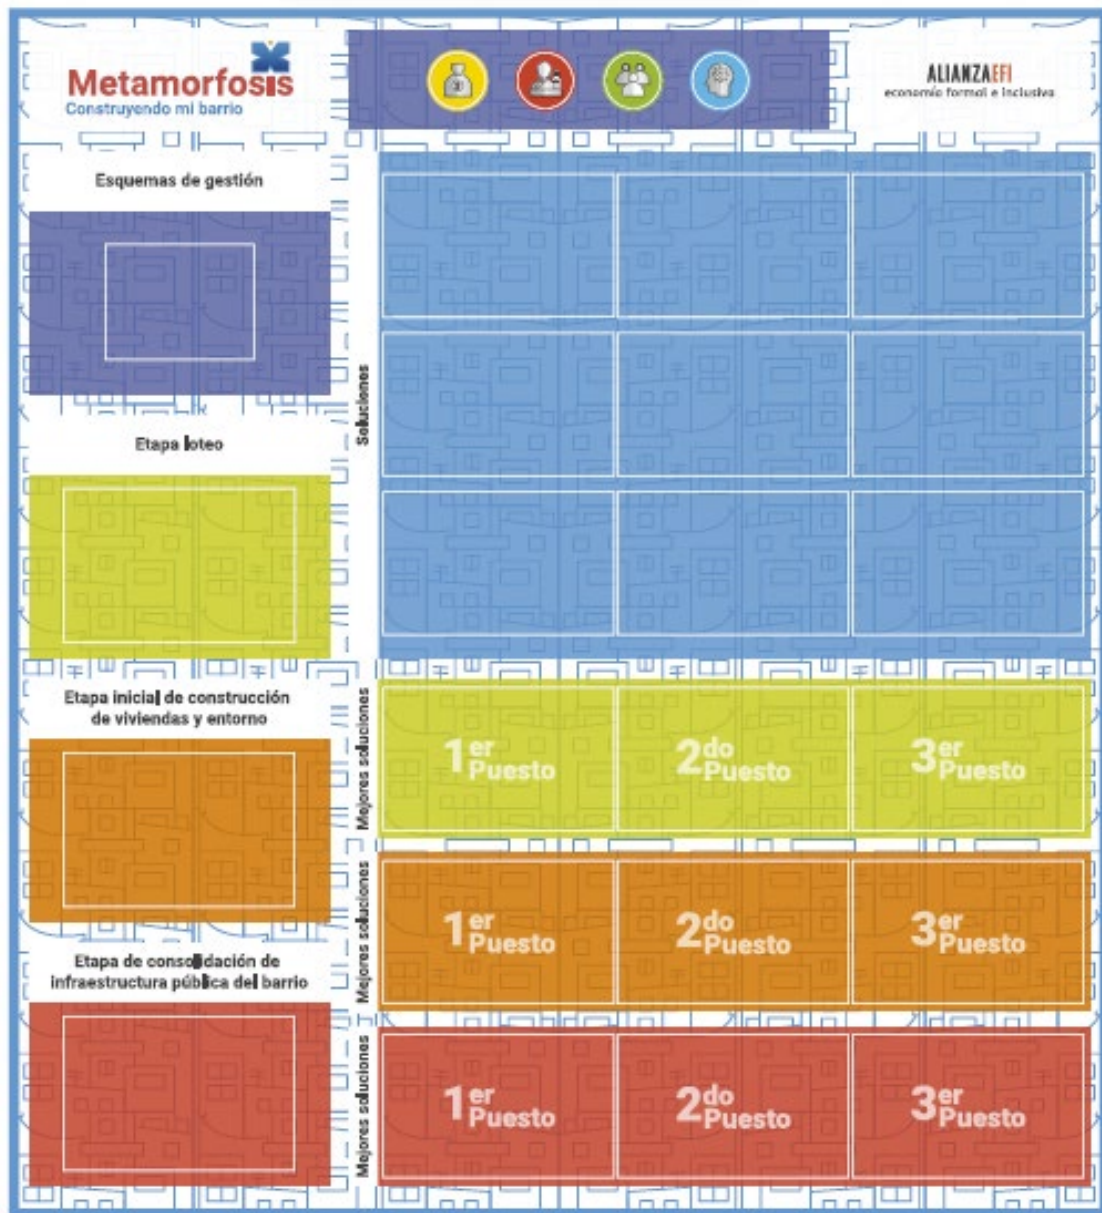 Metamorfosis
Construyendo mi barrio
ALIANZAEFI
economía formal e inclusiva
Esquemas de gestión
Etapa loteo
Etapa inicial de construcción
de viviendas y entorno
Etapa de consolidación de
infraestructura pública del barrio
Soluciones
Mejores soluciones
1er Puesto
2do Puesto
3er Puesto
Mejores soluciones
1er Puesto
2do Puesto
3er Puesto
Mejores soluciones
1er Puesto
2do Puesto
3er Puesto